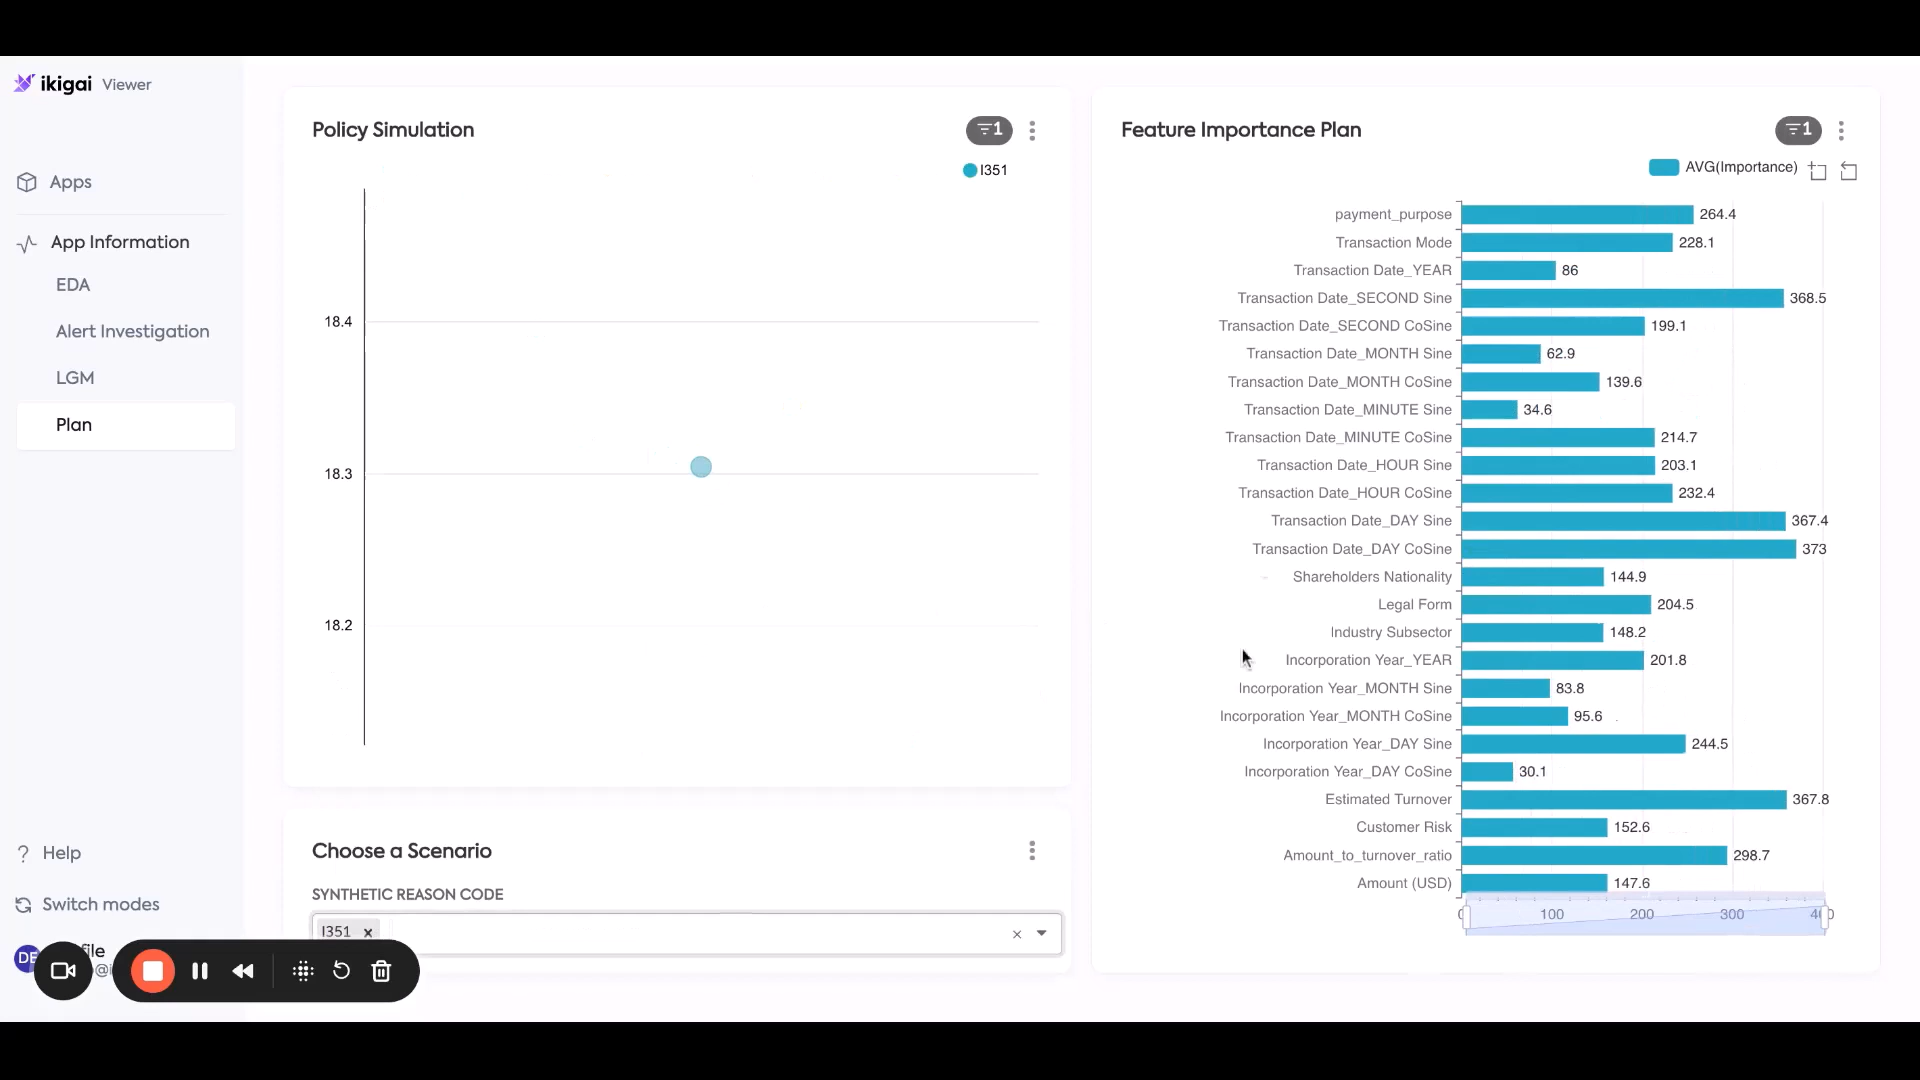 ikigai Viewer
Apps
App Information
EDA
Alert Investigation
LGM
Plan
Help
Switch modes
DE
Policy Simulation
1
I351
18.4
18.3
18.2
Choose a Scenario
SYNTHETIC REASON CODE
I351 ×
Feature Importance Plan
1
AVG(Importance)
payment_purpose 264.4
Transaction Mode 228.1
Transaction Date_YEAR 86
Transaction Date_SECOND Sine 368.5
Transaction Date_SECOND CoSine 199.1
Transaction Date_MONTH Sine 62.9
Transaction Date_MONTH CoSine 139.6
Transaction Date_MINUTE Sine 34.6
Transaction Date_MINUTE CoSine 214.7
Transaction Date_HOUR Sine 203.1
Transaction Date_HOUR CoSine 232.4
Transaction Date_DAY Sine 367.4
Transaction Date_DAY CoSine 373
Shareholders Nationality 144.9
Legal Form 204.5
Industry Subsector 148.2
Incorporation Year_YEAR 201.8
Incorporation Year_MONTH Sine 83.8
Incorporation Year_MONTH CoSine 95.6
Incorporation Year_DAY Sine 244.5
Incorporation Year_DAY CoSine 30.1
Estimated Turnover 367.8
Customer Risk 152.6
Amount_to_turnover_ratio 298.7
Amount (USD) 147.6
0 100 200 300 400